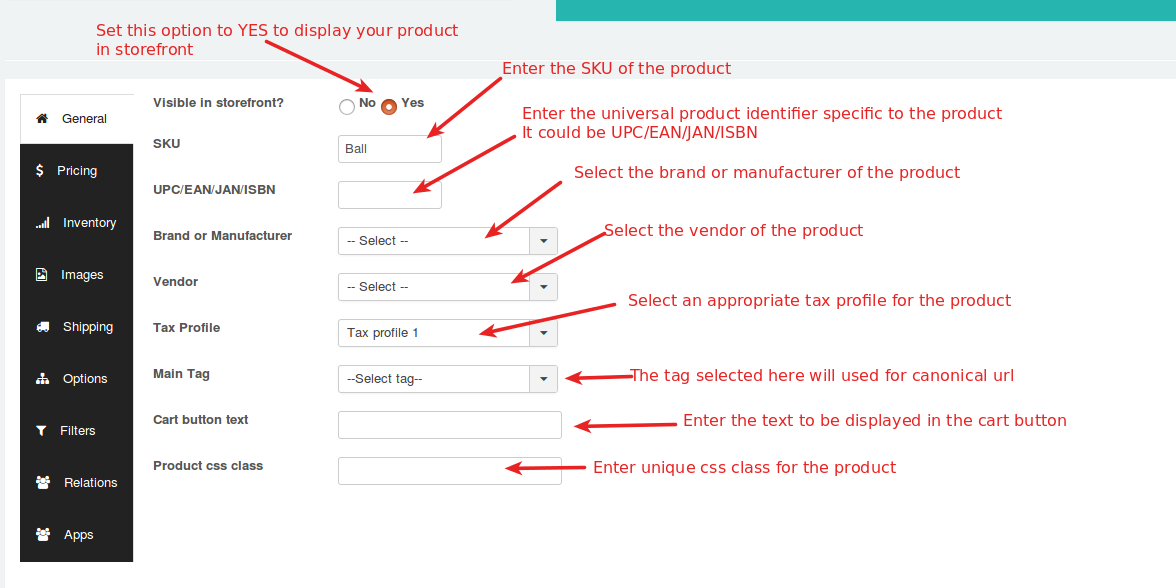 Set this option to YES to display your product
in storefront
Enter the SKU of the product
Visible in storefront? No Yes
Enter the universal product identifier specific to the product
It could be UPC/EAN/JAN/ISBN
General
SKU Ball
Pricing
Select the brand or manufacturer of the product
UPC/EAN/JAN/ISBN
Inventory
Select the vendor of the product
Brand or Manufacturer -- Select --
Images
Vendor -- Select --
Select an appropriate tax profile for the product
Shipping
Tax Profile Tax profile 1
Options
Main Tag --Select tag-- The tag selected here will used for canonical url
Cart button text Enter the text to be displayed in the cart button
Filters
Product css class Enter unique css class for the product
Relations
Apps